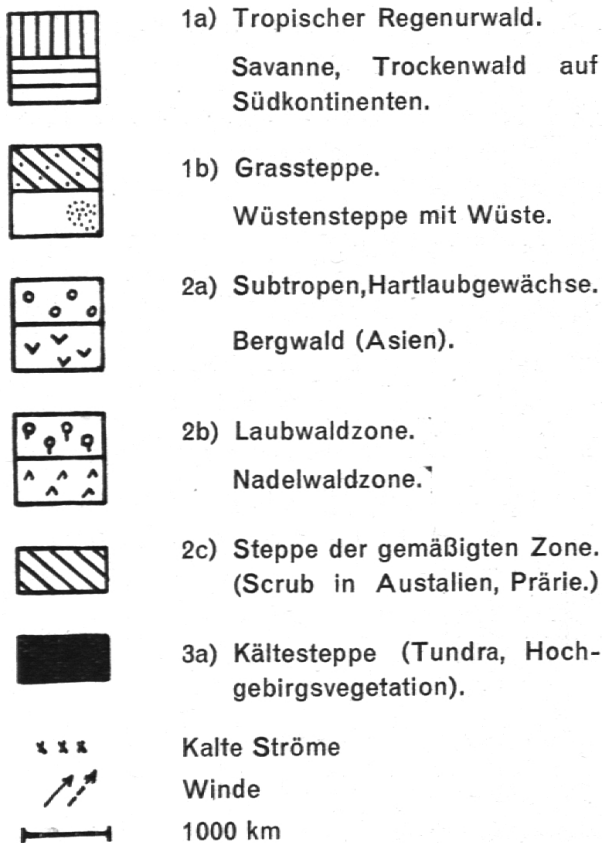 1a) Tropischer Regenurwald.
Savanne, Trockenwald auf
Südkontinenten.
1b) Grassteppe.
Wüstensteppe mit Wüste.
2a) Subtropen,Hartlaubgewächse.
Bergwald (Asien).
2b) Laubwaldzone.
Nadelwaldzone.
2c) Steppe der gemäßigten Zone.
(Scrub in Austalien, Prärie.)
3a) Kältesteppe (Tundra, Hoch-
gebirgsvegetation).
Kalte Ströme
Winde
1000 km